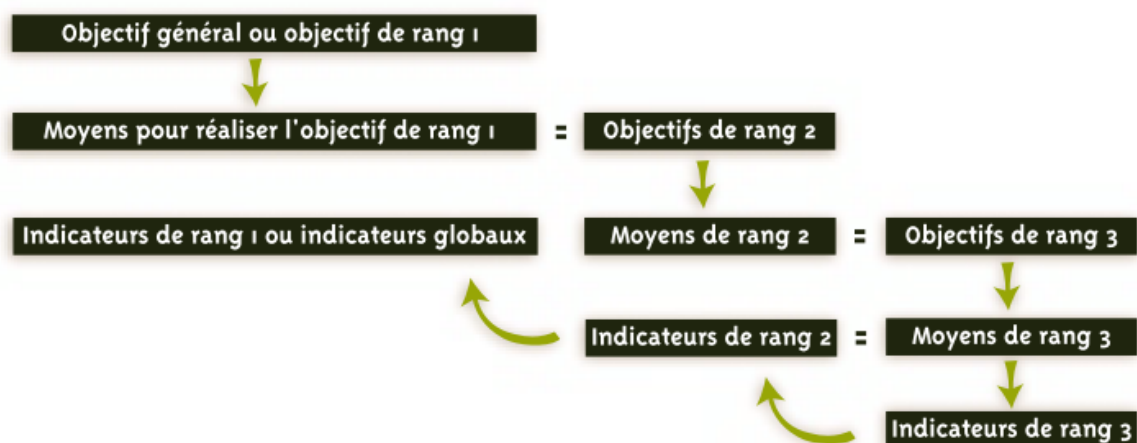 Objectif général ou objectif de rang 1
Moyens pour réaliser l'objectif de rang 1 = Objectifs de rang 2
Indicateurs de rang 1 ou indicateurs globaux Moyens de rang 2 = Objectifs de rang 3
Indicateurs de rang 2 = Moyens de rang 3
Indicateurs de rang 3